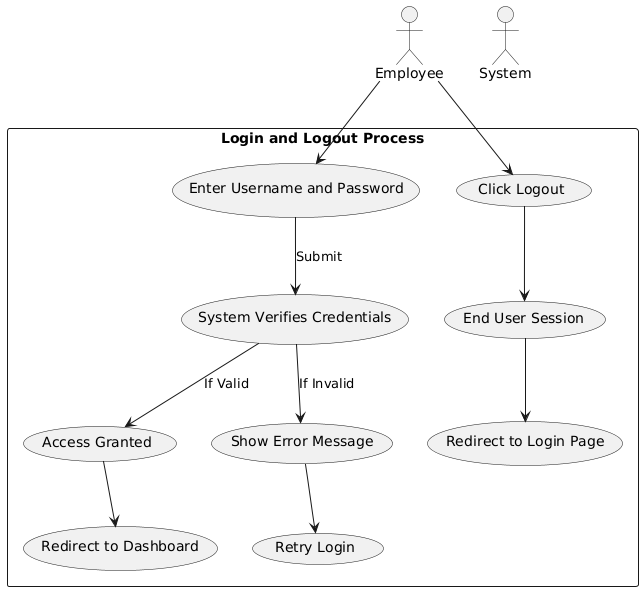 Employee
System
Login and Logout Process
Enter Username and Password
Click Logout
Submit
System Verifies Credentials
End User Session
If Valid
If Invalid
Access Granted
Show Error Message
Redirect to Login Page
Redirect to Dashboard
Retry Login